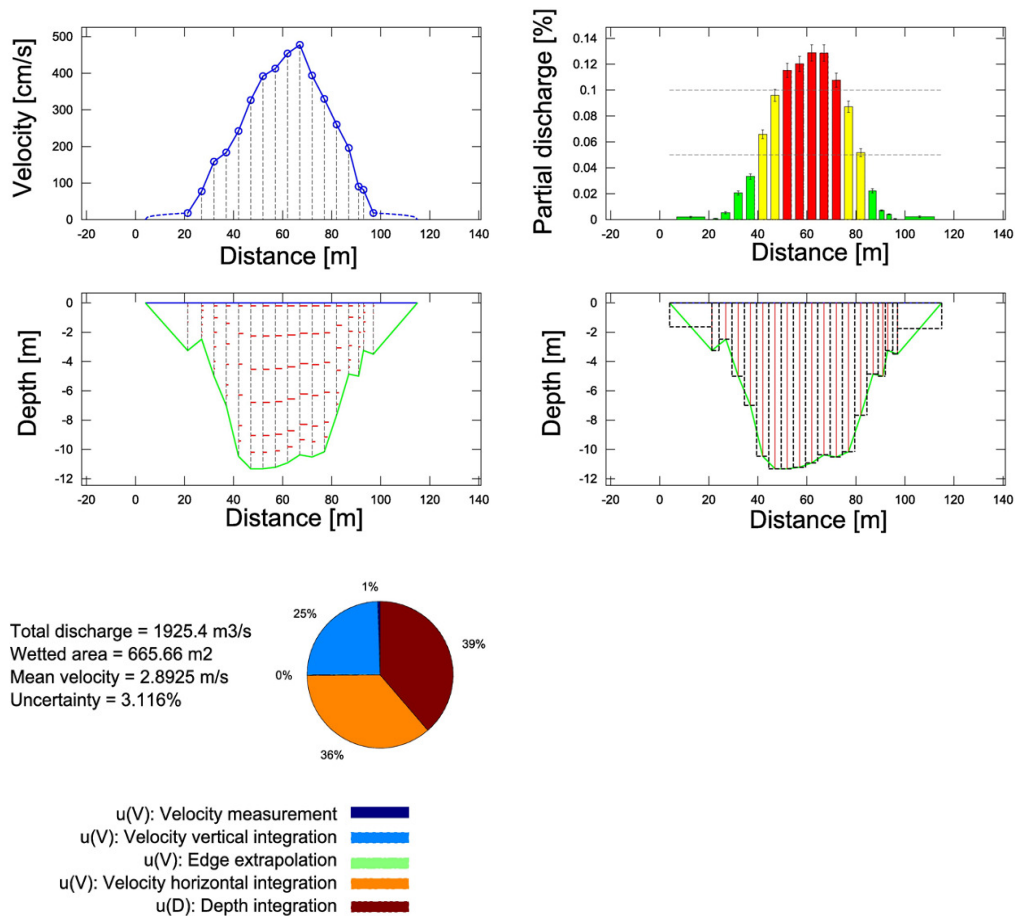 Velocity [cm/s]
500
400
300
200
100
0
-20 0 20 40 60 80 100 120 140
Distance [m]
Partial discharge [%]
0.14
0.12
0.1
0.08
0.06
0.04
0.02
0
-20 0 20 40 60 80 100 120 140
Distance [m]
Depth [m]
0
-2
-4
-6
-8
-10
-12
-20 0 20 40 60 80 100 120 140
Distance [m]
Depth [m]
0
-2
-4
-6
-8
-10
-12
-20 0 20 40 60 80 100 120 140
Distance [m]
Total discharge = 1925.4 m3/s
Wetted area = 665.66 m2
Mean velocity = 2.8925 m/s
Uncertainty = 3.116%
1%
25%
39%
0%
36%
u(V): Velocity measurement
u(V): Velocity vertical integration
u(V): Edge extrapolation
u(V): Velocity horizontal integration
u(D): Depth integration